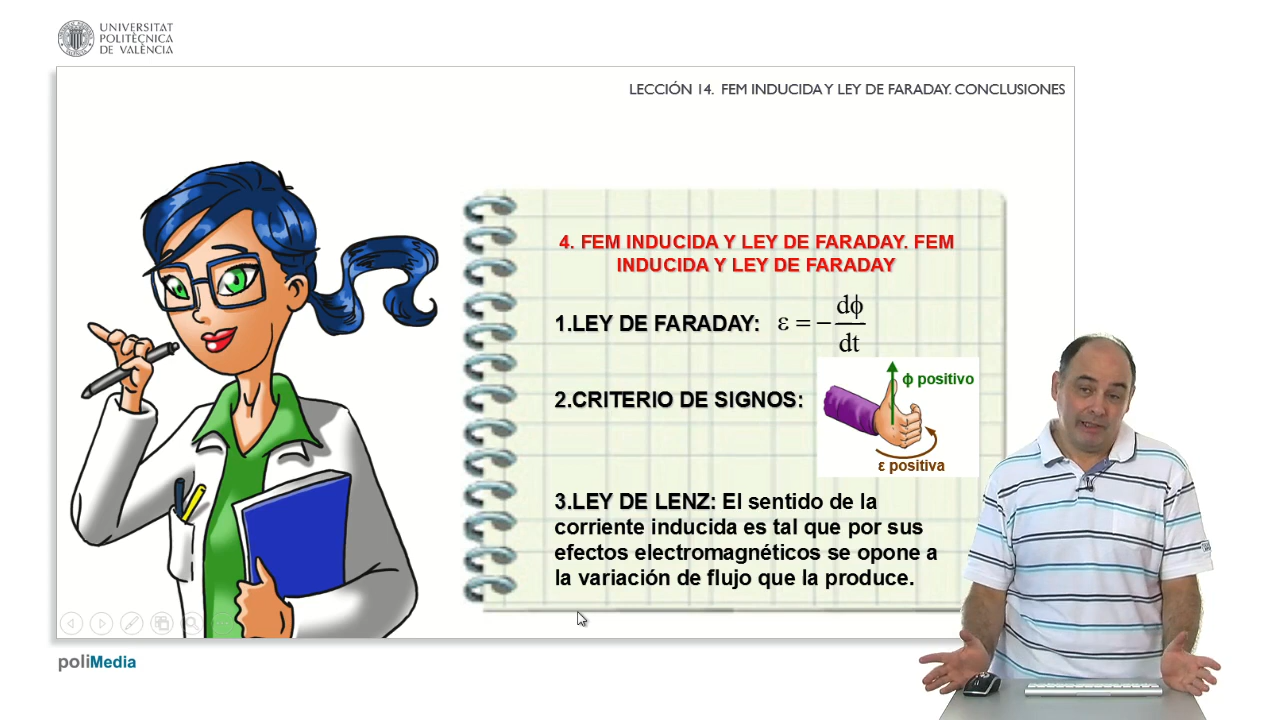 UNIVERSITAT
POLITÈCNICA
DE VALÈNCIA
LECCIÓN 14. FEM INDUCIDA Y LEY DE FARADAY. CONCLUSIONES
4. FEM INDUCIDA Y LEY DE FARADAY. FEM
INDUCIDA Y LEY DE FARADAY
1.LEY DE FARADAY: ε = − dϕ/dt
ϕ positivo
2.CRITERIO DE SIGNOS:
ε positiva
3.LEY DE LENZ: El sentido de la
corriente inducida es tal que por sus
efectos electromagnéticos se opone a
la variación de flujo que la produce.
poliMedia